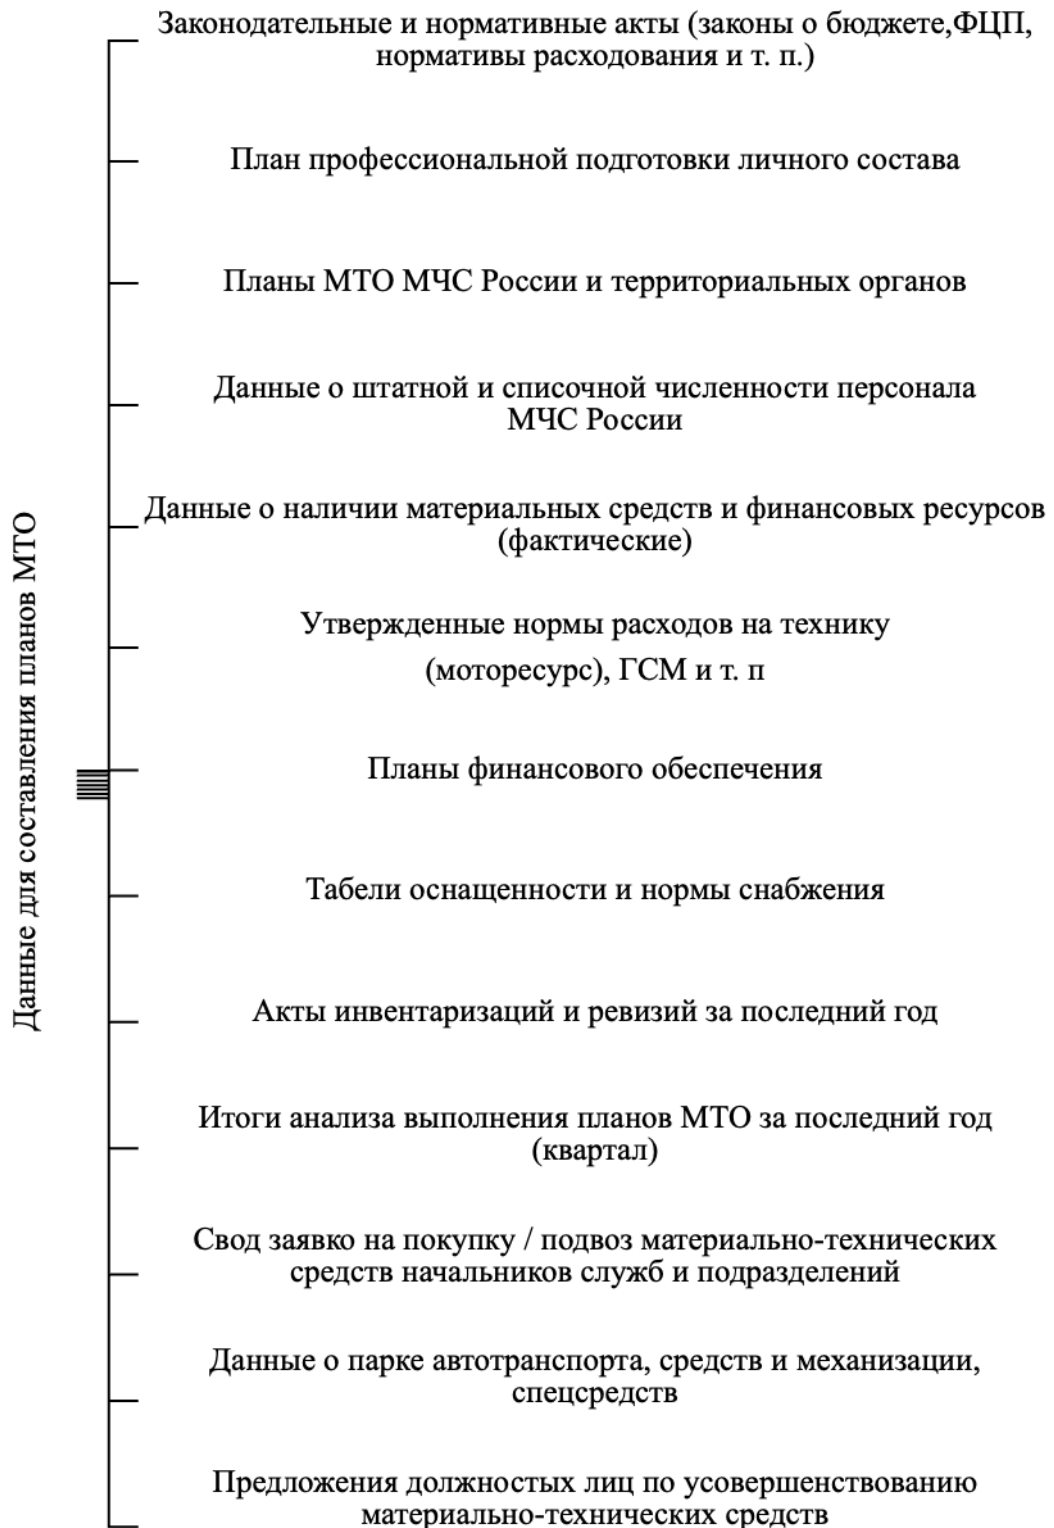 Законодательные и нормативные акты (законы о бюджете,ФЦП,
нормативы расходования и т. п.)
План профессиональной подготовки личного состава
Планы МТО МЧС России и территориальных органов
Данные о штатной и списочной численности персонала
МЧС России
Данные о наличии материальных средств и финансовых ресурсов
(фактические)
Утвержденные нормы расходов на технику
(моторесурс), ГСМ и т. п
Данные для составления планов МТО
Планы финансового обеспечения
Табели оснащенности и нормы снабжения
Акты инвентаризаций и ревизий за последний год
Итоги анализа выполнения планов МТО за последний год
(квартал)
Свод заявко на покупку / подвоз материально-технических
средств начальников служб и подразделений
Данные о парке автотранспорта, средств и механизации,
спецсредств
Предложения должностых лиц по усовершенствованию
материально-технических средств